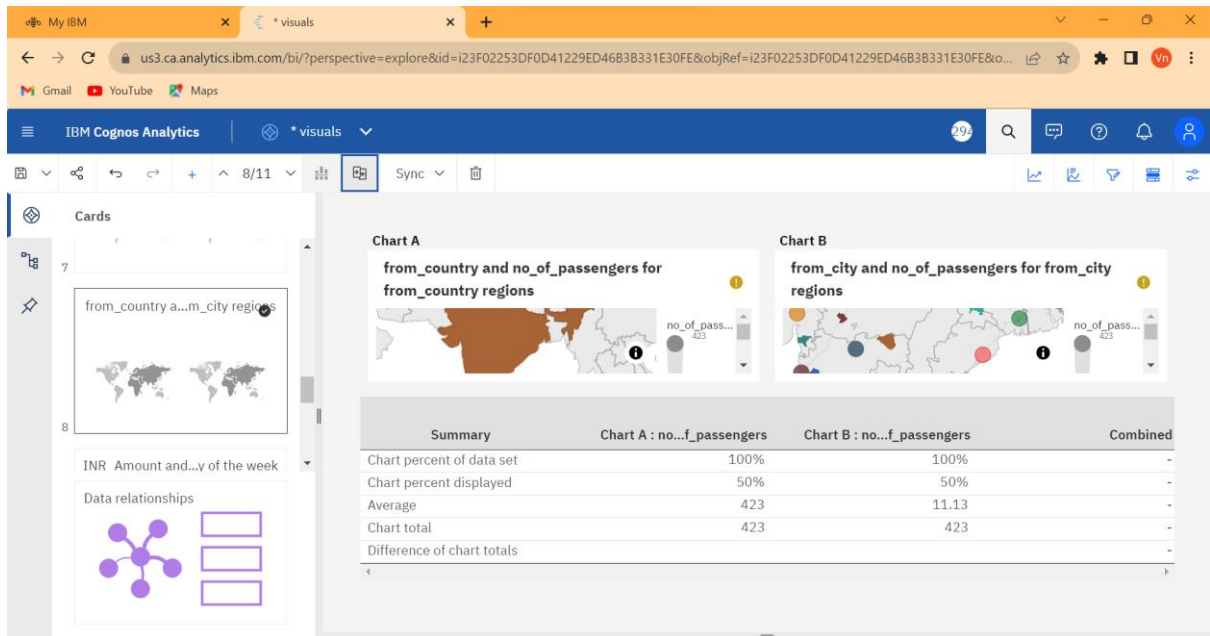 My IBM
* visuals
us3.ca.analytics.ibm.com/bi/?perspective=explore&id=i23F02253DF0D41229ED46B3B331E30FE&objRef=i23F02253DF0D41229ED46B3B331E30FE&o...
Vn
Gmail YouTube Maps
IBM Cognos Analytics * visuals 294
8/11 Sync
Cards
7
from_country a...m_city regions
8
INR Amount and...y of the week
Data relationships
Chart A
from_country and no_of_passengers for
from_country regions
no_of_pass...
423
Chart B
from_city and no_of_passengers for from_city
regions
no_of_pass...
423
Summary Chart A : no...f_passengers Chart B : no...f_passengers Combined
Chart percent of data set 100% 100% -
Chart percent displayed 50% 50% -
Average 423 11.13 -
Chart total 423 423 -
Difference of chart totals -